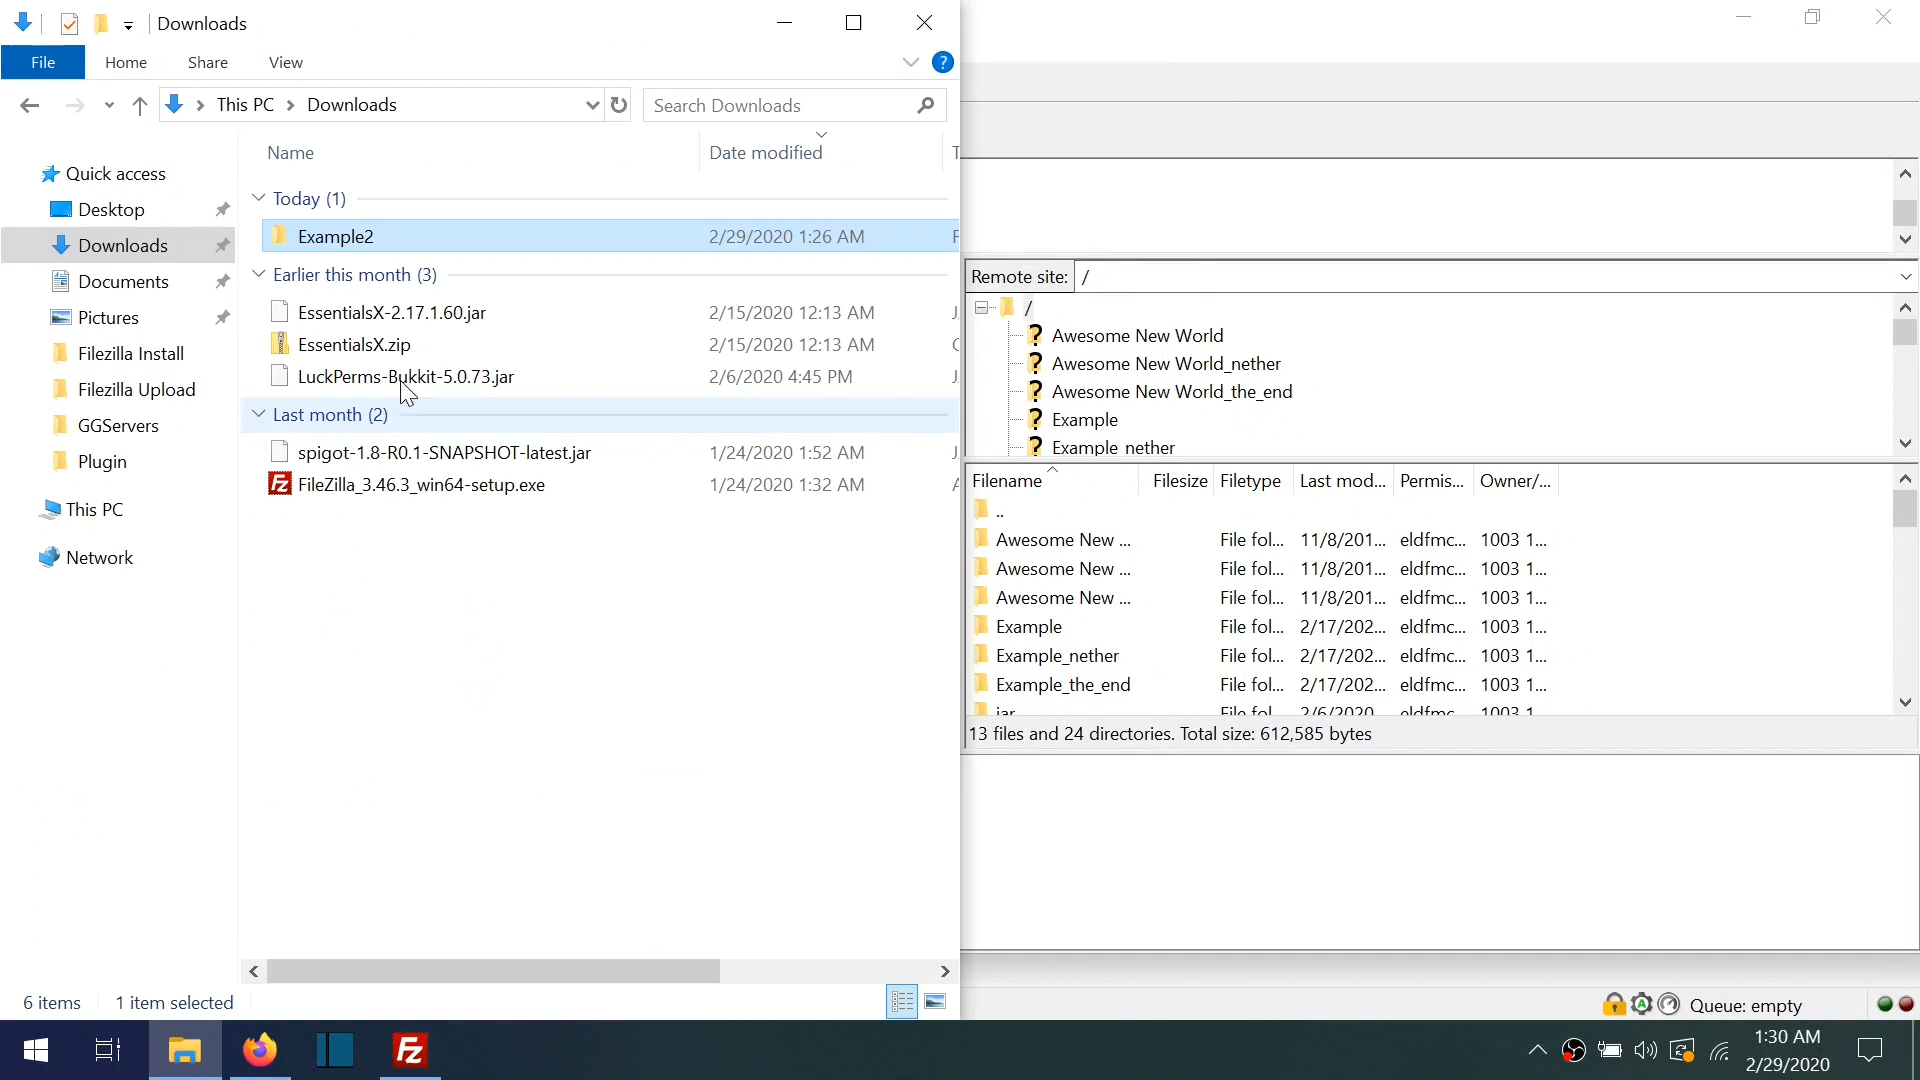 Downloads
File Home Share View
This PC > Downloads
Search Downloads
Name Date modified
Quick access
Desktop
Downloads
Documents
Pictures
Filezilla Install
Filezilla Upload
GGServers
Plugin
This PC
Network
Today (1)
Example2 2/29/2020 1:26 AM
Earlier this month (3)
EssentialsX-2.17.1.60.jar 2/15/2020 12:13 AM
EssentialsX.zip 2/15/2020 12:13 AM
LuckPerms-Bukkit-5.0.73.jar 2/6/2020 4:45 PM
Last month (2)
spigot-1.8-R0.1-SNAPSHOT-latest.jar 1/24/2020 1:52 AM
FileZilla_3.46.3_win64-setup.exe 1/24/2020 1:32 AM
6 items 1 item selected
Remote site: /
/
? Awesome New World
? Awesome New World_nether
? Awesome New World_the_end
? Example
? Example_nether
Filename Filesize Filetype Last mod... Permis... Owner/...
..
Awesome New ... File fol... 11/8/201... eldfmc... 1003 1...
Awesome New ... File fol... 11/8/201... eldfmc... 1003 1...
Awesome New ... File fol... 11/8/201... eldfmc... 1003 1...
Example File fol... 2/17/202... eldfmc... 1003 1...
Example_nether File fol... 2/17/202... eldfmc... 1003 1...
Example_the_end File fol... 2/17/202... eldfmc... 1003 1...
jar File fol... 2/6/2020 eldfmc... 1003 1...
13 files and 24 directories. Total size: 612,585 bytes
Queue: empty
Fz
1:30 AM
2/29/2020